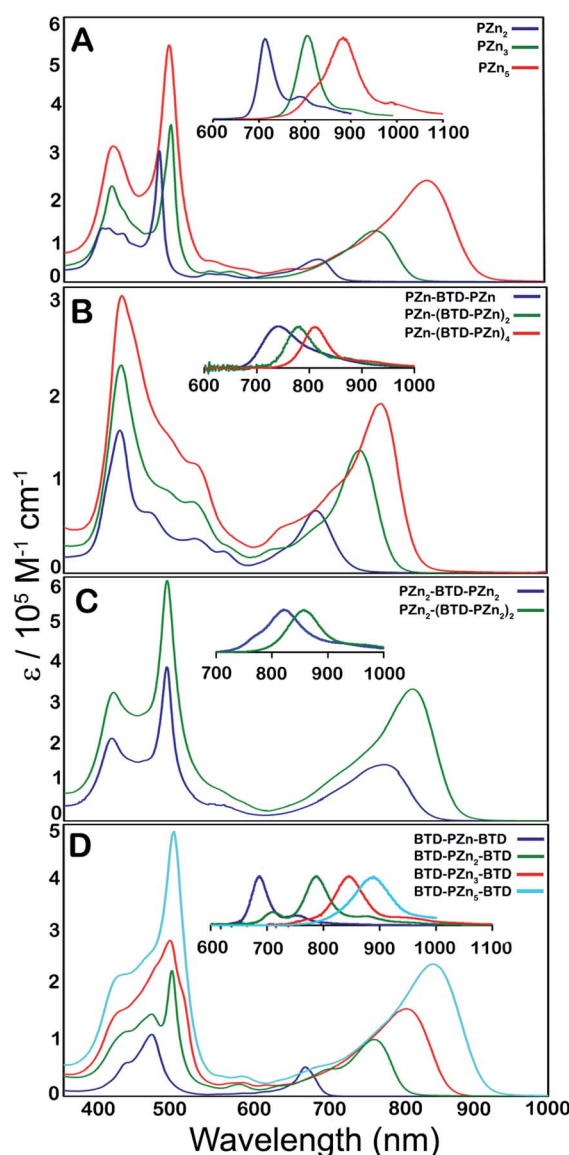 A
6
5
4
3
2
1
0
PZn2
PZn3
PZn5
600 700 800 900 1000 1100
B
3
2
1
0
PZn-BTD-PZn
PZn-(BTD-PZn)2
PZn-(BTD-PZn)4
600 700 800 900 1000
C
6
5
4
3
2
1
0
PZn2-BTD-PZn2
PZn2-(BTD-PZn2)2
700 800 900 1000
D
5
4
3
2
1
0
BTD-PZn-BTD
BTD-PZn2-BTD
BTD-PZn3-BTD
BTD-PZn5-BTD
600 700 800 900 1000 1100
ε / 10⁵ M⁻¹ cm⁻¹
400 500 600 700 800 900 1000
Wavelength (nm)